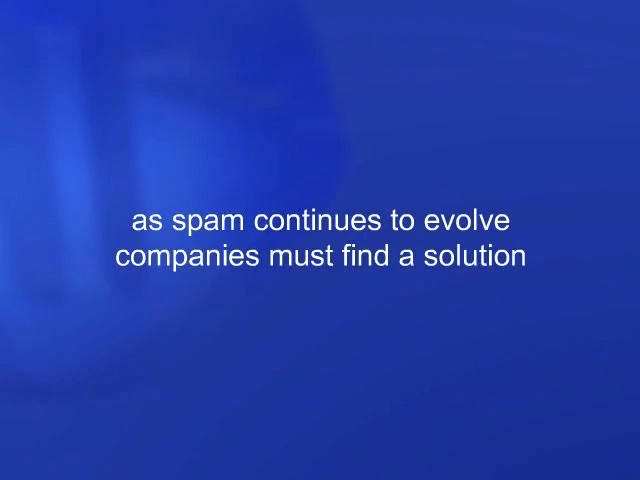 as spam continues to evolve
companies must find a solution